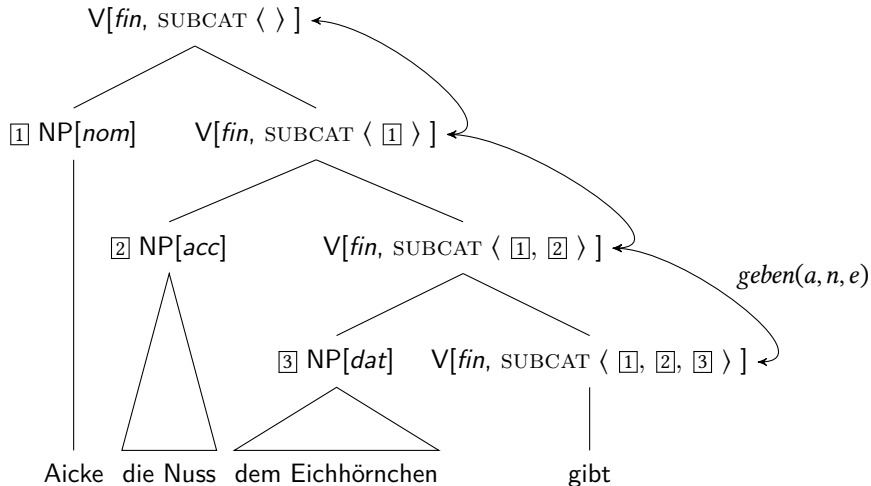 V[fin, SUBCAT ⟨ ⟩ ]
1 NP[nom] V[fin, SUBCAT ⟨ 1 ⟩ ]
2 NP[acc] V[fin, SUBCAT ⟨ 1, 2 ⟩ ]
geben(a, n, e)
3 NP[dat] V[fin, SUBCAT ⟨ 1, 2, 3 ⟩ ]
Aicke die Nuss dem Eichhörnchen gibt